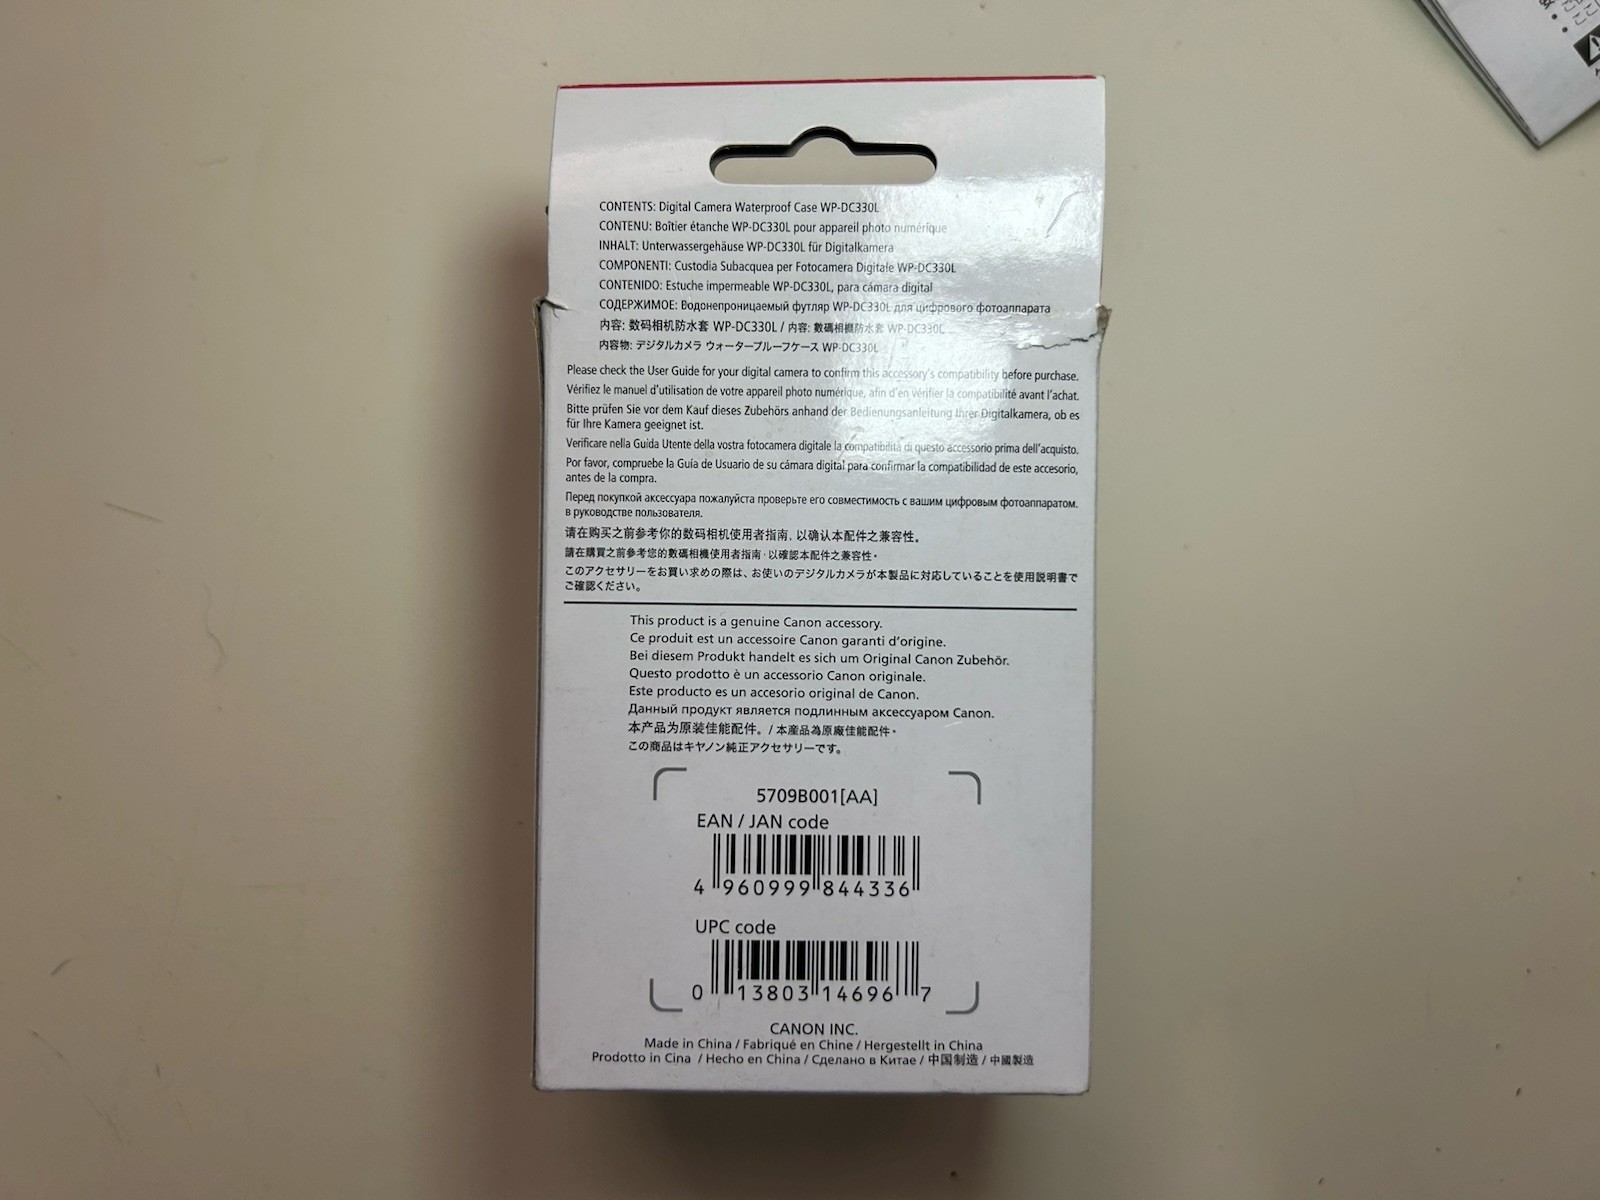 CONTENTS: Digital Camera Waterproof Case WP-DC330L
CONTENU: Boîtier étanche WP-DC330L pour appareil photo numérique
INHALT: Unterwassergehäuse WP-DC330L für Digitalkamera
COMPONENTI: Custodia Subacquea per Fotocamera Digitale WP-DC330L
CONTENIDO: Estuche impermeable WP-DC330L, para cámara digital
СОДЕРЖИМОЕ: Водонепроницаемый футляр WP-DC330L для цифрового фотоаппарата
内容: 数码相机防水套 WP-DC330L / 內容: 數碼相機防水套 WP-DC330L
内容物: デジタルカメラ ウォータープルーフケース WP-DC330L
Please check the User Guide for your digital camera to confirm this accessory's compatibility before purchase.
Vérifiez le manuel d'utilisation de votre appareil photo numérique, afin d'en vérifier la compatibilité avant l'achat.
Bitte prüfen Sie vor dem Kauf dieses Zubehörs anhand der Bedienungsanleitung Ihrer Digitalkamera, ob es
für Ihre Kamera geeignet ist.
Verificare nella Guida Utente della vostra fotocamera digitale la compatibilità di questo accessorio prima dell'acquisto.
Por favor, compruebe la Guía de Usuario de su cámara digital para confirmar la compatibilidad de este accesorio,
antes de la compra.
Перед покупкой аксессуара пожалуйста проверьте его совместимость с вашим цифровым фотоаппаратом.
в руководстве пользователя.
请在购买之前参考你的数码相机使用者指南, 以确认本配件之兼容性。
請在購買之前參考您的數碼相機使用者指南,以確認本配件之兼容性。
このアクセサリーをお買い求めの際は、お使いのデジタルカメラが本製品に対応していることを使用説明書で
ご確認ください。
This product is a genuine Canon accessory.
Ce produit est un accessoire Canon garanti d'origine.
Bei diesem Produkt handelt es sich um Original Canon Zubehör.
Questo prodotto è un accessorio Canon originale.
Este producto es un accesorio original de Canon.
Данный продукт является подлинным аксессуаром Canon.
本产品为原装佳能配件。/ 本產品為原廠佳能配件。
この商品はキヤノン純正アクセサリーです。
5709B001[AA]
EAN / JAN code
4 960999 844336
UPC code
0 13803 14696 7
CANON INC.
Made in China / Fabriqué en Chine / Hergestellt in China
Prodotto in Cina / Hecho en China / Сделано в Китае / 中国制造 / 中國製造